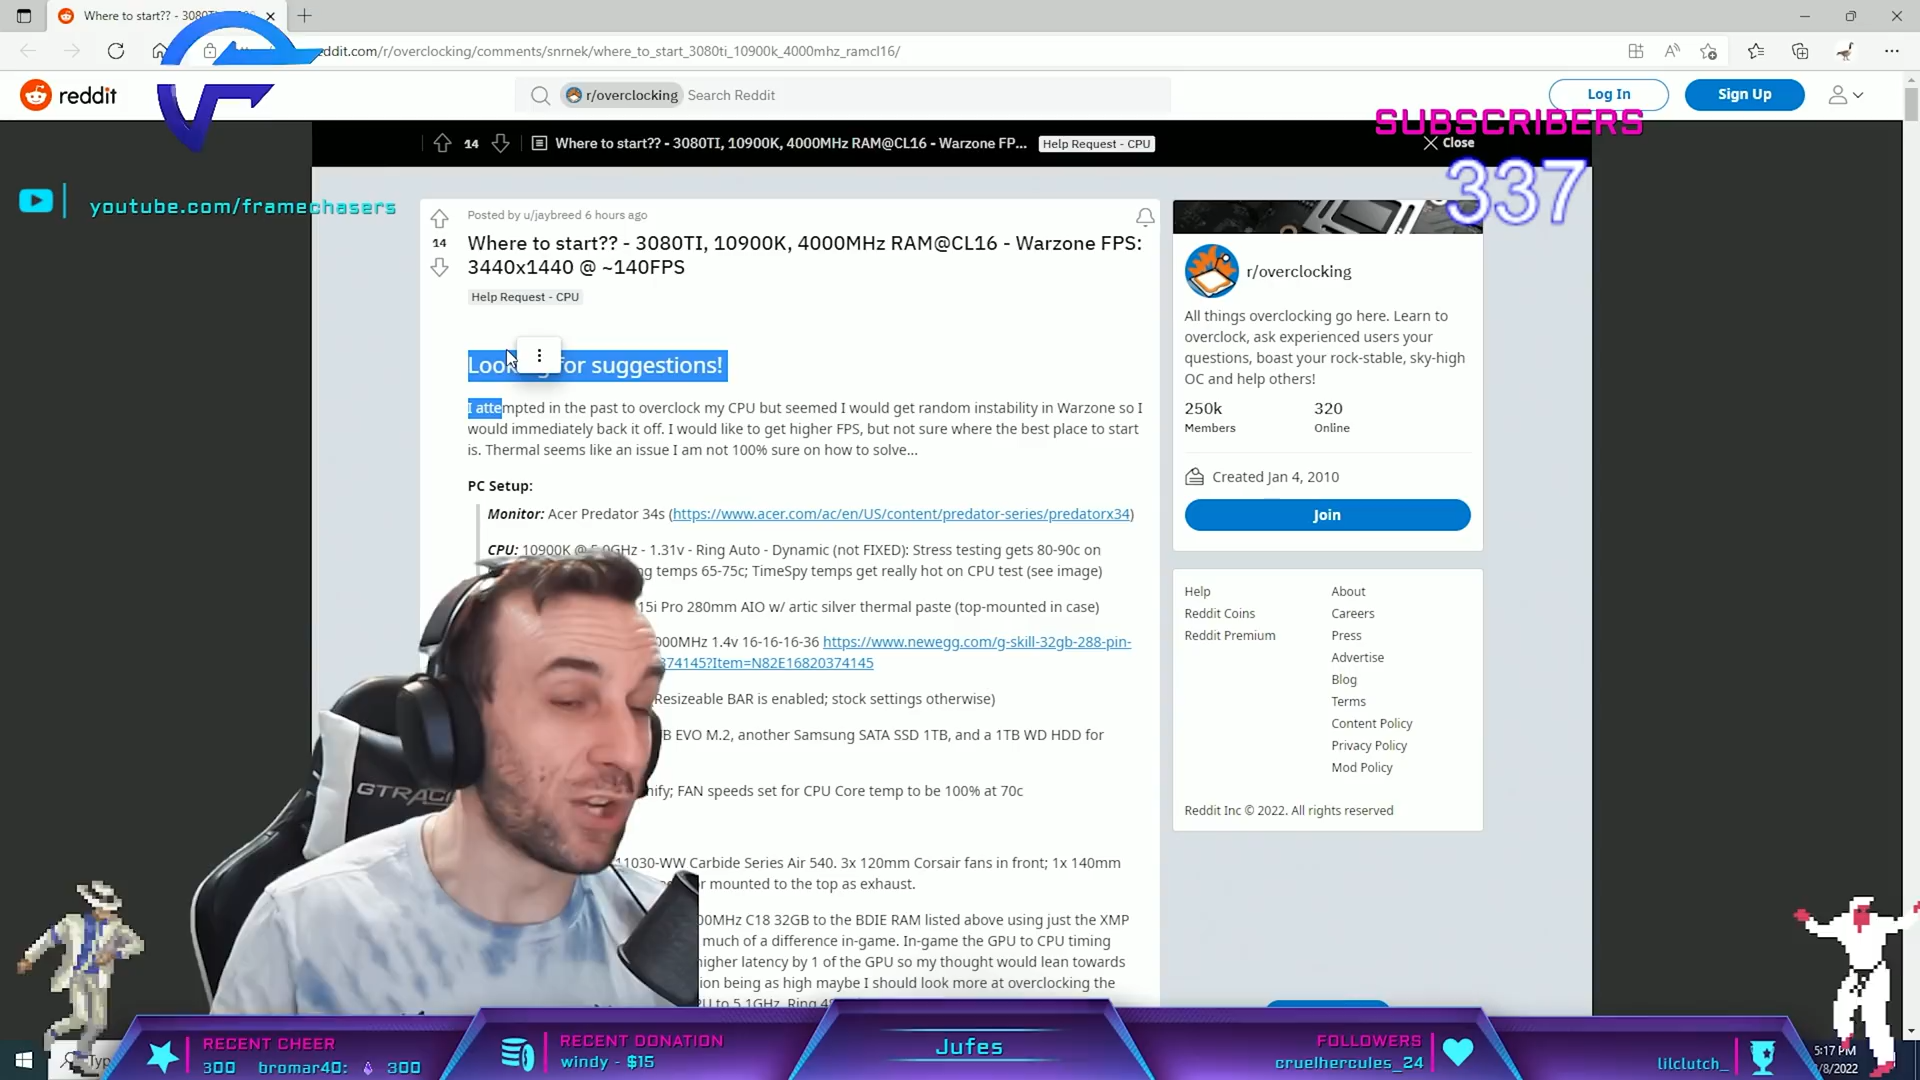 Where to start?? - 3080
ddit.com/r/overclocking/comments/snrnek/where_to_start_3080ti_10900k_4000mhz_ramcl16/
reddit
r/overclocking Search Reddit
Log In
Sign Up
SUBSCRIBERS
337
14
Where to start?? - 3080TI, 10900K, 4000MHz RAM@CL16 - Warzone FP...
Help Request - CPU
Close
youtube.com/framechasers
Posted by u/jaybreed 6 hours ago
14
Where to start?? - 3080TI, 10900K, 4000MHz RAM@CL16 - Warzone FPS:
3440x1440 @ ~140FPS
Help Request - CPU
for suggestions!
I attempted in the past to overclock my CPU but seemed I would get random instability in Warzone so I
would immediately back it off. I would like to get higher FPS, but not sure where the best place to start
is. Thermal seems like an issue I am not 100% sure on how to solve...
PC Setup:
Monitor: Acer Predator 34s (https://www.acer.com/ac/en/US/content/predator-series/predatorx34)
CPU: 10900K @ GHz - 1.31v - Ring Auto - Dynamic (not FIXED): Stress testing gets 80-90c on
temps 65-75c; TimeSpy temps get really hot on CPU test (see image)
15i Pro 280mm AIO w/ artic silver thermal paste (top-mounted in case)
000MHz 1.4v 16-16-16-36 https://www.newegg.com/g-skill-32gb-288-pin-
374145?Item=N82E16820374145
Resizeable BAR is enabled; stock settings otherwise)
B EVO M.2, another Samsung SATA SSD 1TB, and a 1TB WD HDD for
nify; FAN speeds set for CPU Core temp to be 100% at 70c
11030-WW Carbide Series Air 540. 3x 120mm Corsair fans in front; 1x 140mm
r mounted to the top as exhaust.
00MHz C18 32GB to the BDIE RAM listed above using just the XMP
much of a difference in-game. In-game the GPU to CPU timing
higher latency by 1 of the GPU so my thought would lean towards
ion being as high maybe I should look more at overclocking the
to 5.1GHz, Ring
r/overclocking
All things overclocking go here. Learn to
overclock, ask experienced users your
questions, boast your rock-stable, sky-high
OC and help others!
250k 320
Members Online
Created Jan 4, 2010
Join
Help About
Reddit Coins Careers
Reddit Premium Press
Advertise
Blog
Terms
Content Policy
Privacy Policy
Mod Policy
Reddit Inc © 2022. All rights reserved
GTRACI
RECENT CHEER
300 bromar40: 300
RECENT DONATION
windy - $15
Jufes
FOLLOWERS
cruelhercules_24
lilclutch_
Typ
5:17 PM
/8/2022